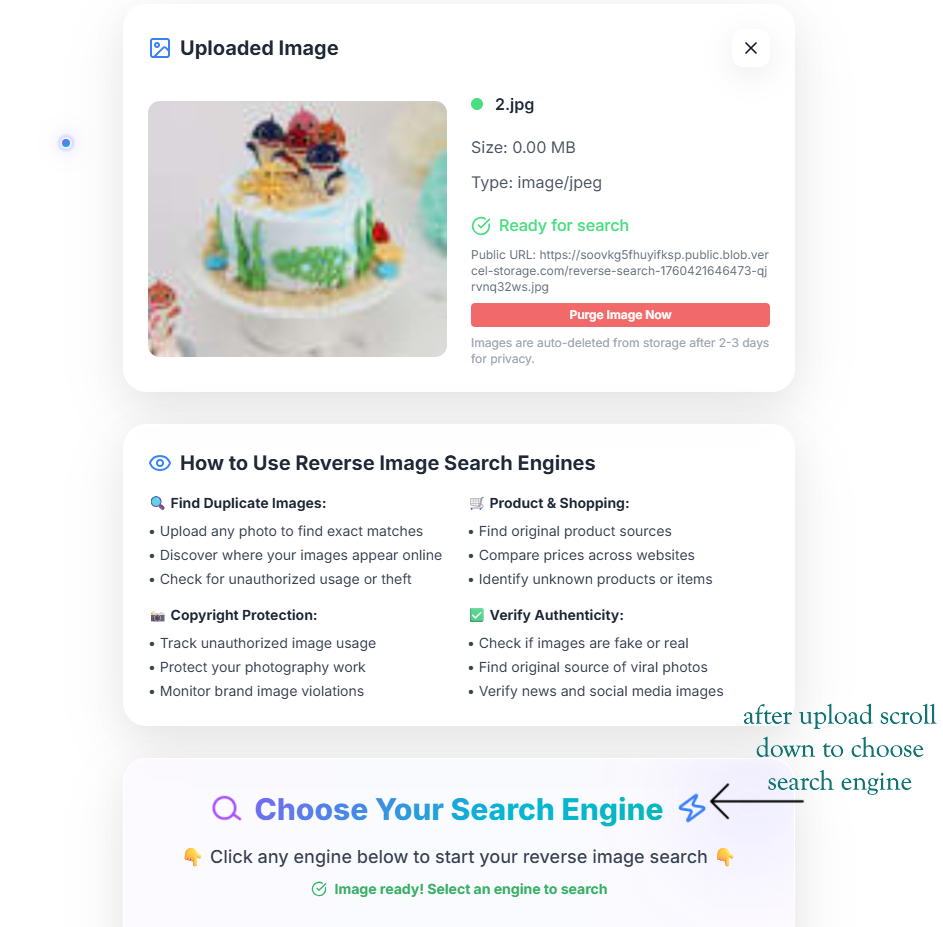 Uploaded Image
2.jpg
Size: 0.00 MB
Type: image/jpeg
Ready for search
Public URL: https://soovkg5fhuyifksp.public.blob.ver
cel-storage.com/reverse-search-1760421646473-qj
rvnq32ws.jpg
Purge Image Now
Images are auto-deleted from storage after 2-3 days
for privacy.
How to Use Reverse Image Search Engines
🔍 Find Duplicate Images:
• Upload any photo to find exact matches
• Discover where your images appear online
• Check for unauthorized usage or theft
🛒 Product & Shopping:
• Find original product sources
• Compare prices across websites
• Identify unknown products or items
📸 Copyright Protection:
• Track unauthorized image usage
• Protect your photography work
• Monitor brand image violations
✅ Verify Authenticity:
• Check if images are fake or real
• Find original source of viral photos
• Verify news and social media images
after upload scroll
down to choose
search engine
Choose Your Search Engine
👇 Click any engine below to start your reverse image search 👇
Image ready! Select an engine to search